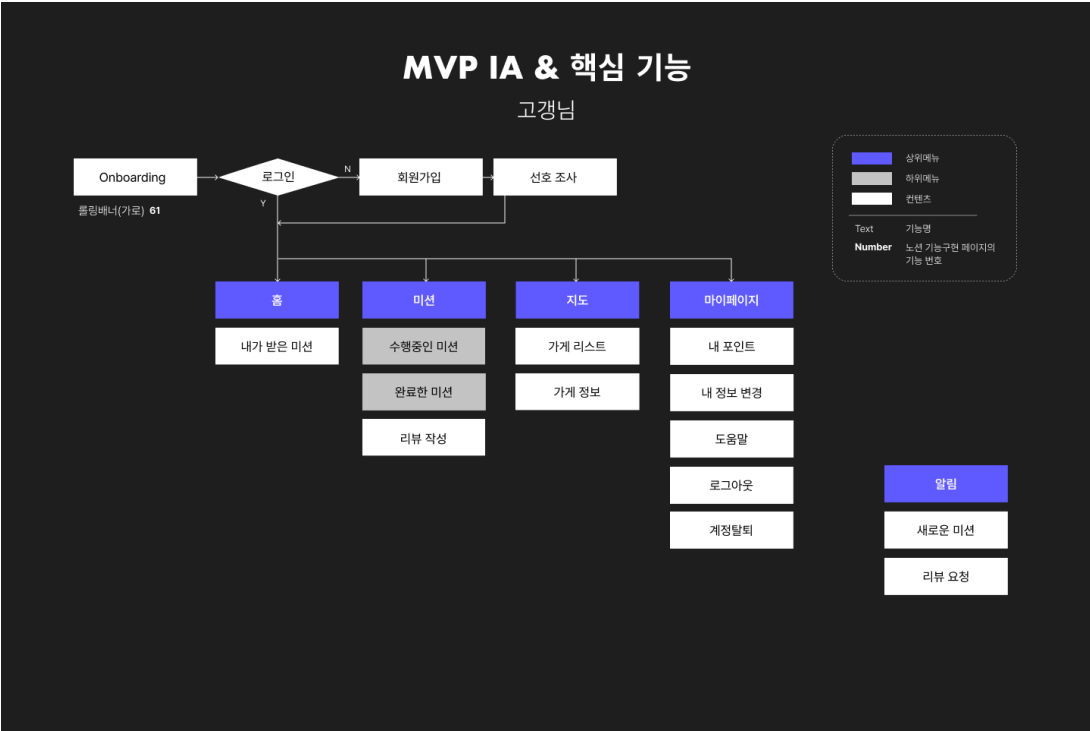 MVP IA & 핵심 기능
고갱님
Onboarding
로그인
N
회원가입
선호 조사
롤링배너(가로) 61
Y
상위메뉴
하위메뉴
컨텐츠
Text 기능명
Number 노션 기능구현 페이지의
기능 번호
홈
내가 받은 미션
미션
수행중인 미션
완료한 미션
리뷰 작성
지도
가게 리스트
가게 정보
마이페이지
내 포인트
내 정보 변경
도움말
로그아웃
계정탈퇴
알림
새로운 미션
리뷰 요청